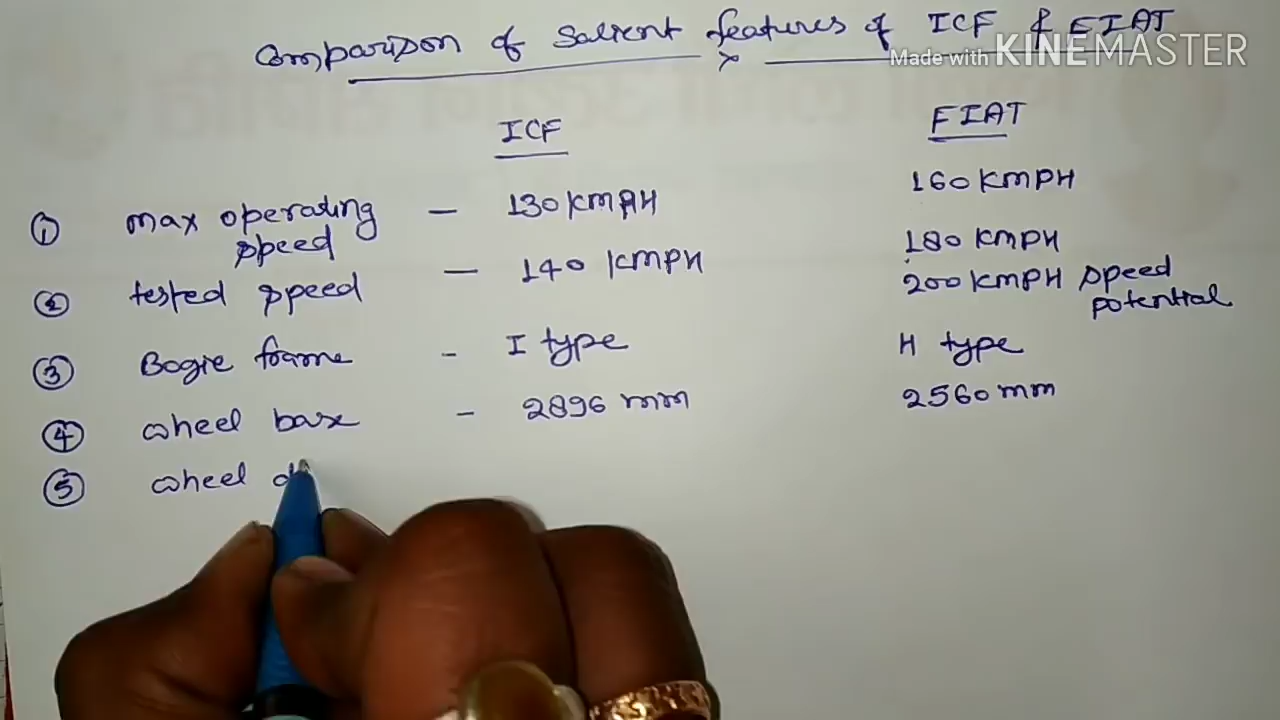 Comparison of Salient features of ICF & FIAT
Made with KINEMASTER
ICF FIAT
① max operating speed – 130 KMPH 160 KMPH
② tested speed – 140 KMPH 180 KMPH
200 KMPH speed potential
③ Bogie frame - I type H type
④ wheel base - 2896 mm 2560 mm
⑤ wheel d